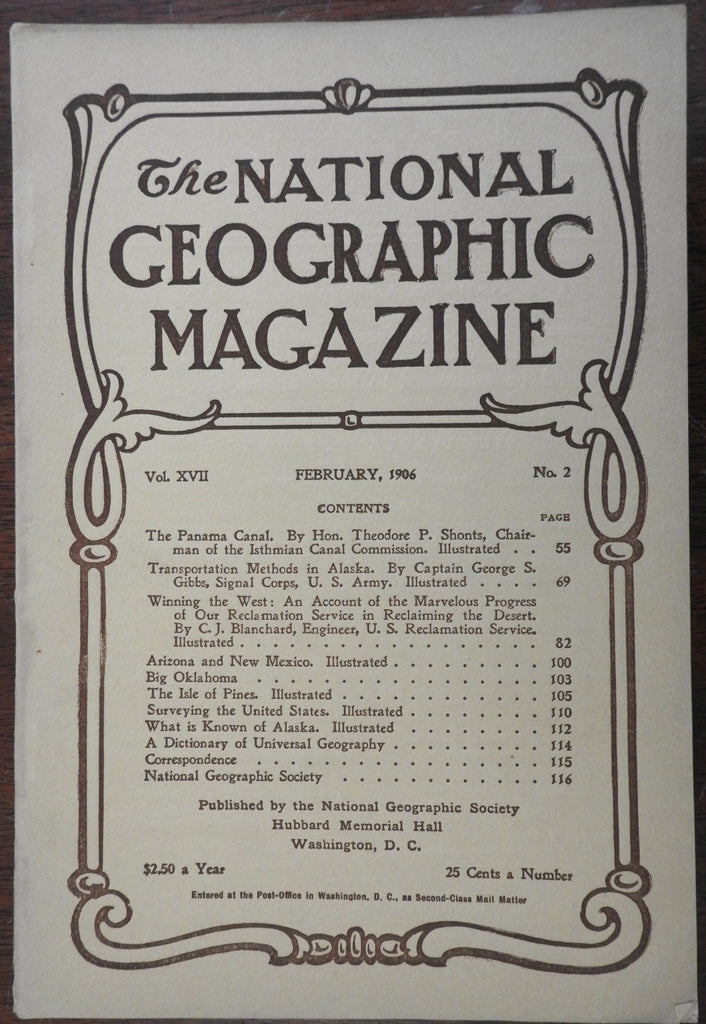 The NATIONAL
GEOGRAPHIC
MAGAZINE
Vol. XVII FEBRUARY, 1906 No. 2
CONTENTS
PAGE
The Panama Canal. By Hon. Theodore P. Shonts, Chair-
man of the Isthmian Canal Commission. Illustrated . . 55
Transportation Methods in Alaska. By Captain George S.
Gibbs, Signal Corps, U. S. Army. Illustrated . . . . 69
Winning the West: An Account of the Marvelous Progress
of Our Reclamation Service in Reclaiming the Desert.
By C. J. Blanchard, Engineer, U. S. Reclamation Service.
Illustrated . . . . . . . . . . . . . . . . . . 82
Arizona and New Mexico. Illustrated . . . . . . . . . 100
Big Oklahoma . . . . . . . . . . . . . . . . . 103
The Isle of Pines. Illustrated . . . . . . . . . . . . 105
Surveying the United States. Illustrated . . . . . . . . 110
What is Known of Alaska. Illustrated . . . . . . . . . 112
A Dictionary of Universal Geography . . . . . . . . . 114
Correspondence . . . . . . . . . . . . . . . . . 115
National Geographic Society . . . . . . . . . . . . 116
Published by the National Geographic Society
Hubbard Memorial Hall
Washington, D. C.
$2.50 a Year 25 Cents a Number
Entered at the Post-Office in Washington, D. C., as Second-Class Mail Matter